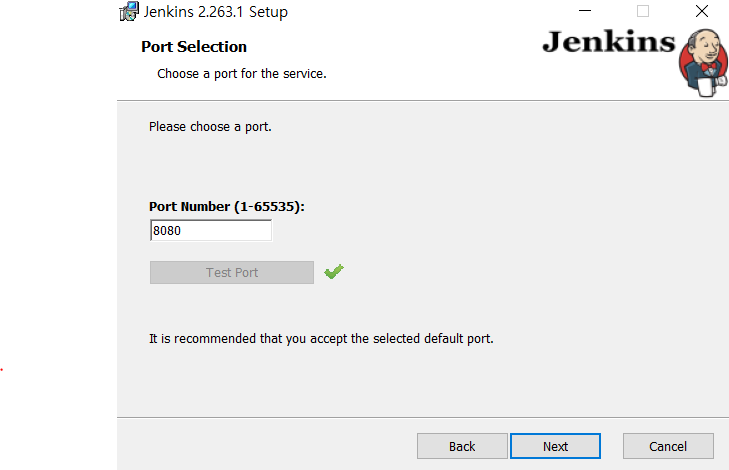 Jenkins 2.263.1 Setup
Port Selection
Jenkins
Choose a port for the service.
Please choose a port.
Port Number (1-65535):
8080
Test Port
It is recommended that you accept the selected default port.
Back
Next
Cancel